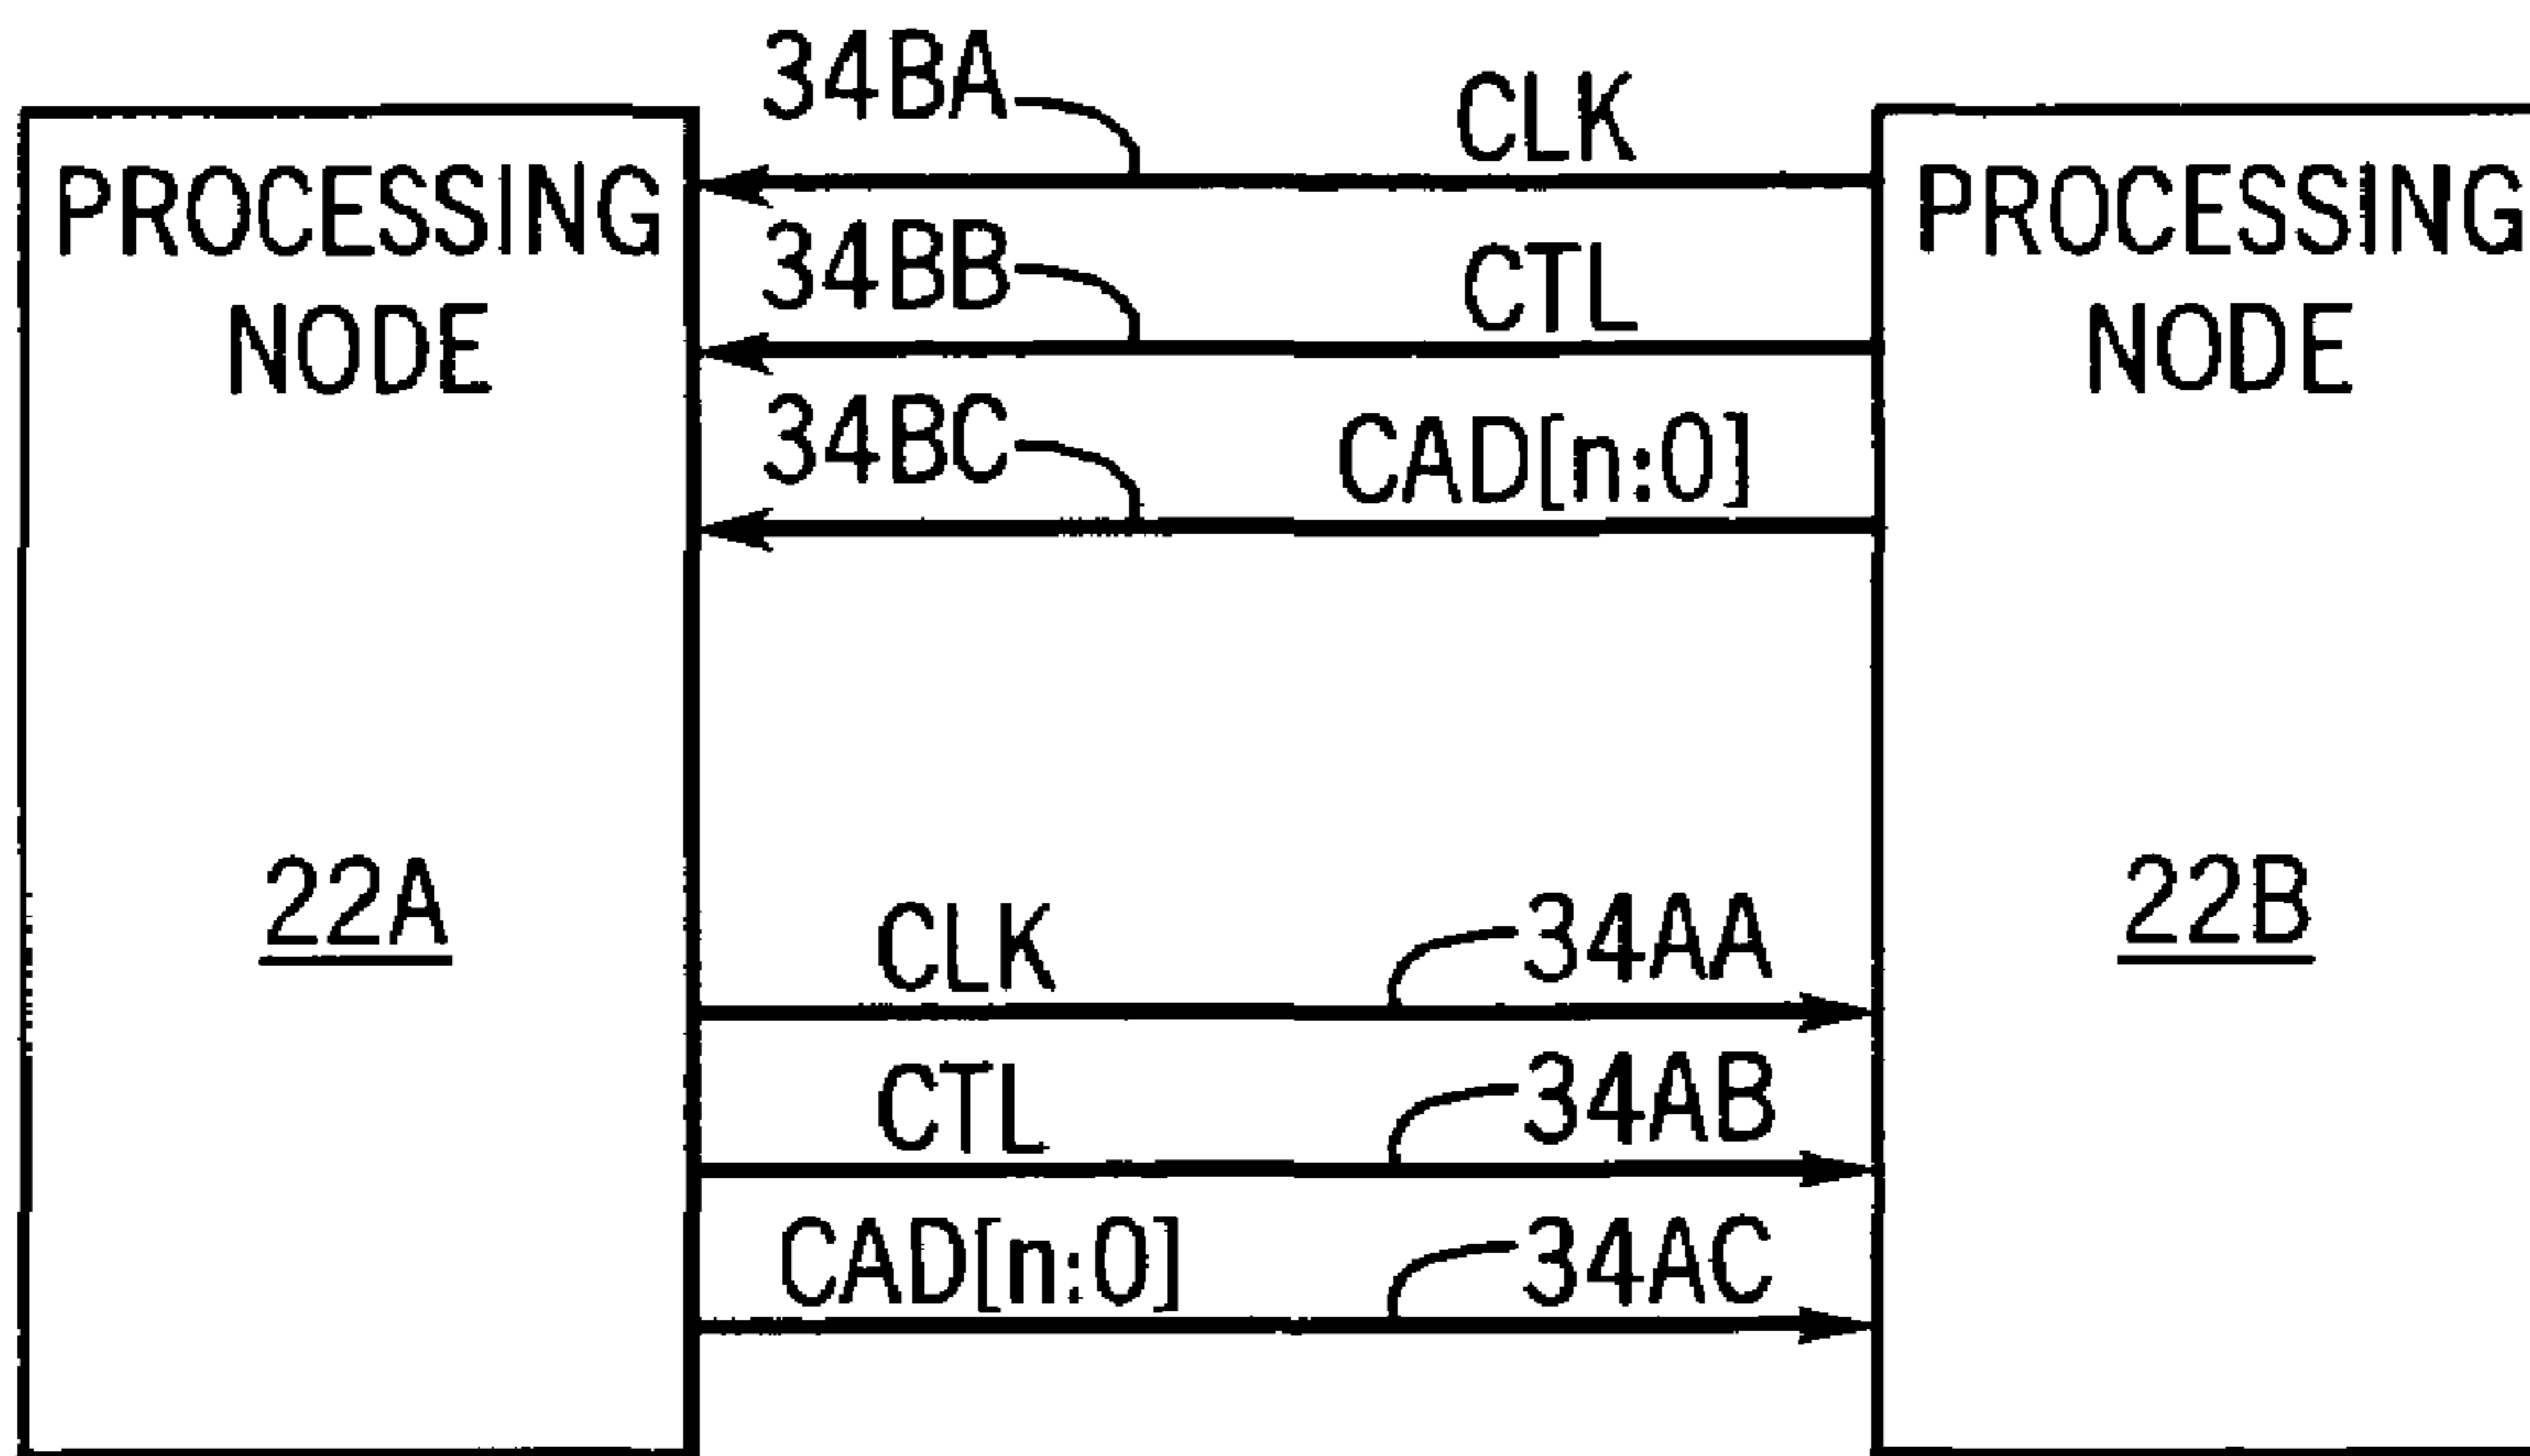 34BA
CLK
PROCESSING
NODE
34BB
CTL
34BC
CAD[n:0]
PROCESSING
NODE
22A
22B
CLK
34AA
CTL
34AB
CAD[n:0]
34AC